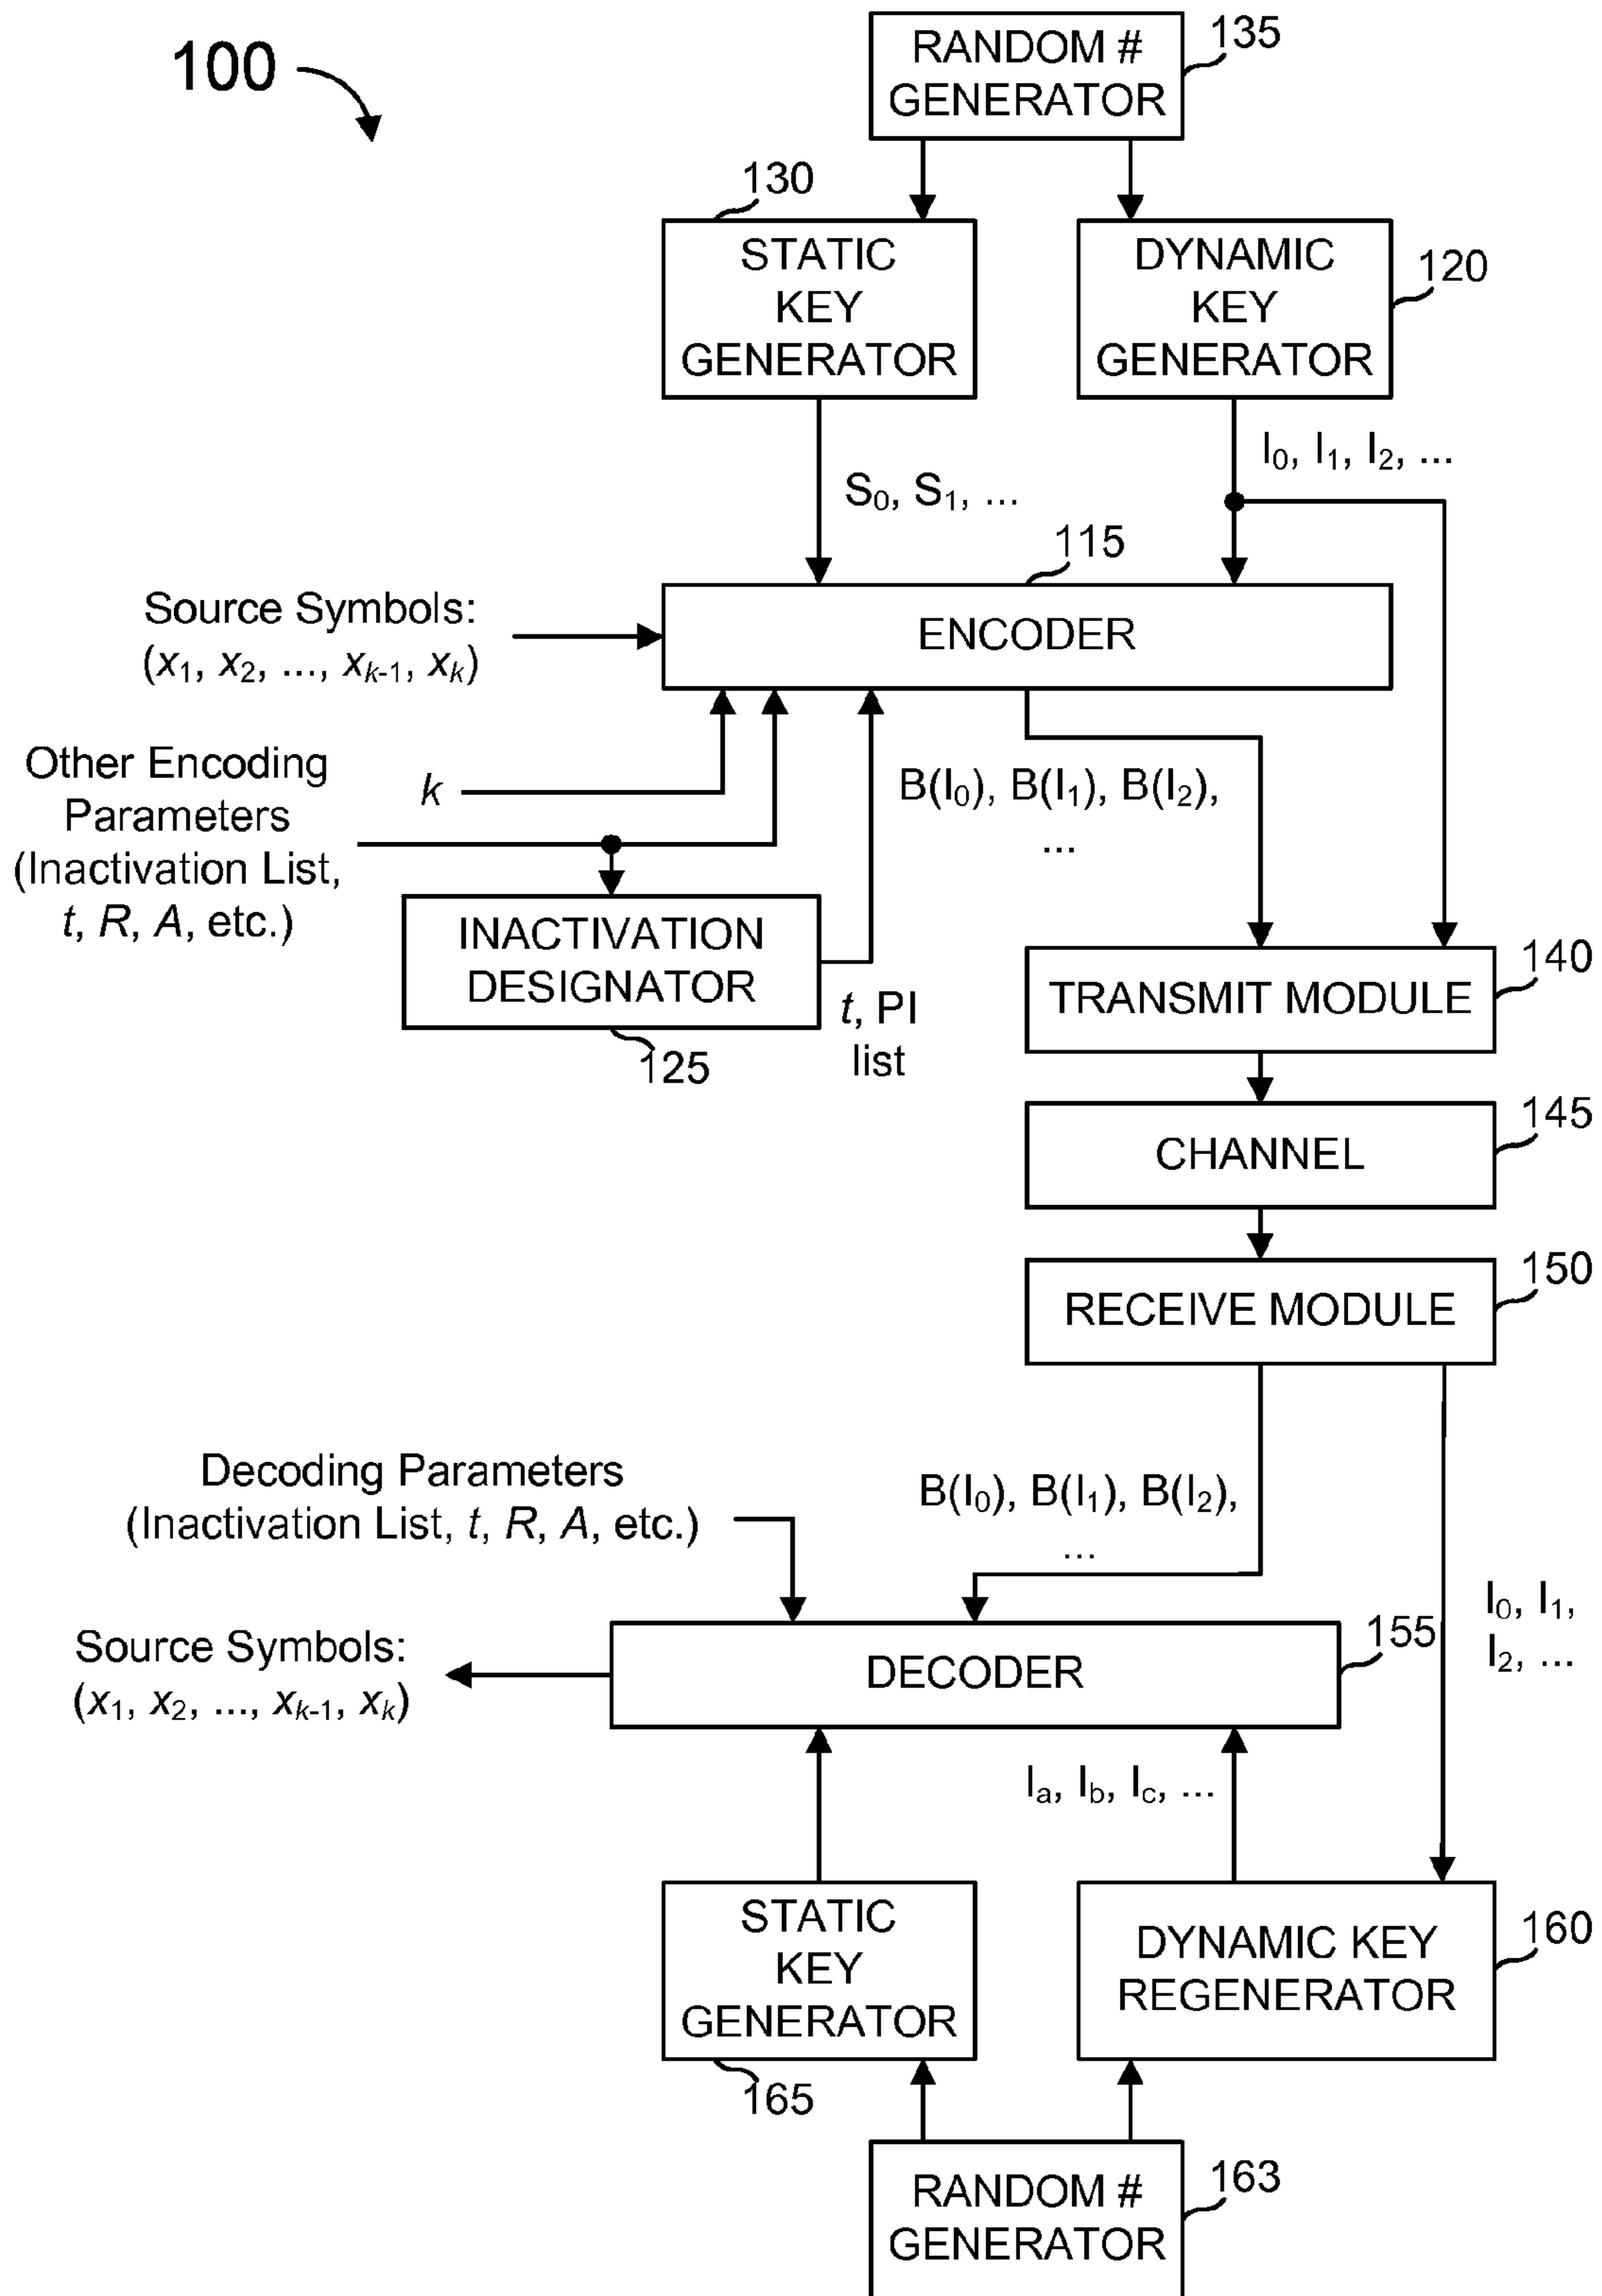 100
RANDOM #
GENERATOR
135
130
STATIC
KEY
GENERATOR
DYNAMIC
KEY
GENERATOR
120
I₀, I₁, I₂, ...
S₀, S₁, ...
115
Source Symbols:
(x₁, x₂, ..., xₖ₋₁, xₖ)
ENCODER
Other Encoding
Parameters
(Inactivation List,
t, R, A, etc.)
k
B(I₀), B(I₁), B(I₂),
...
INACTIVATION
DESIGNATOR
125
t, PI
list
TRANSMIT MODULE
140
CHANNEL
145
RECEIVE MODULE
150
Decoding Parameters
(Inactivation List, t, R, A, etc.)
B(I₀), B(I₁), B(I₂),
...
I₀, I₁,
I₂, ...
Source Symbols:
(x₁, x₂, ..., xₖ₋₁, xₖ)
DECODER
155
Iₐ, I_b, I_c, ...
STATIC
KEY
GENERATOR
165
DYNAMIC KEY
REGENERATOR
160
RANDOM #
GENERATOR
163